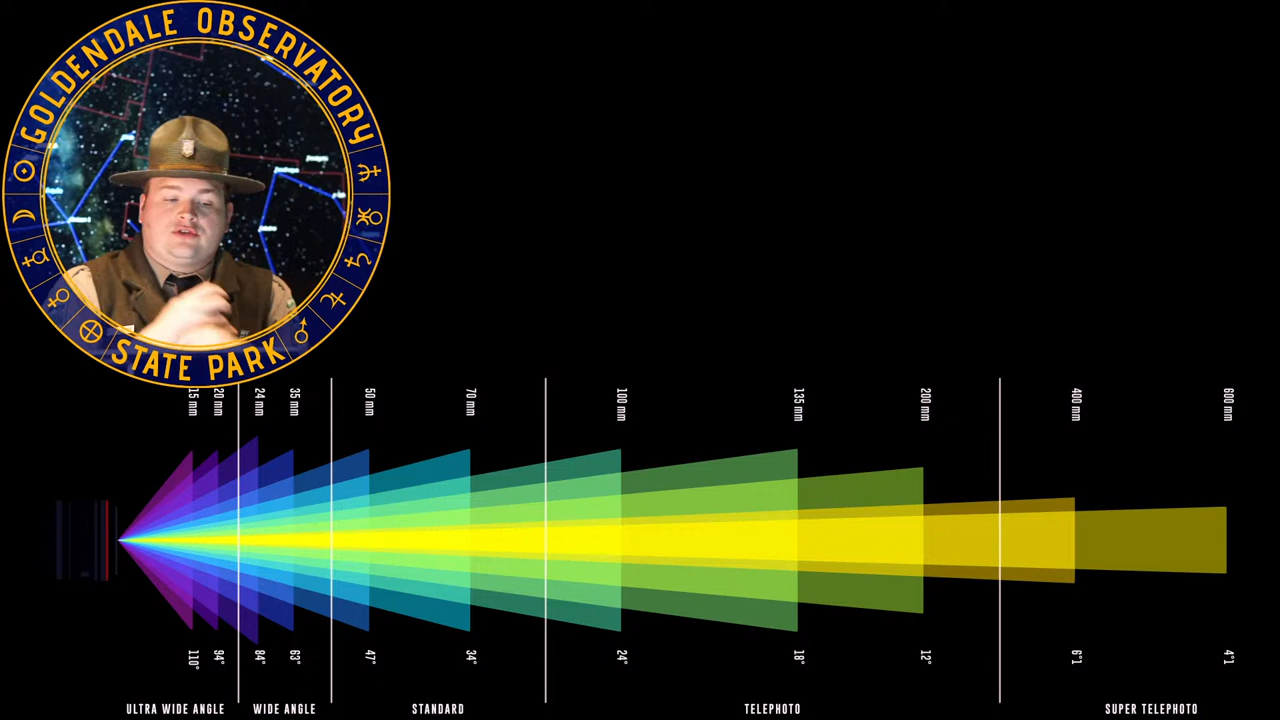 GOLDENDALE OBSERVATORY
STATE PARK
15 mm
20 mm
24 mm
35 mm
50 mm
70 mm
100 mm
135 mm
200 mm
400 mm
600 mm
110°
94°
84°
63°
47°
34°
24°
18°
12°
6°1
4°1
ULTRA WIDE ANGLE
WIDE ANGLE
STANDARD
TELEPHOTO
SUPER TELEPHOTO